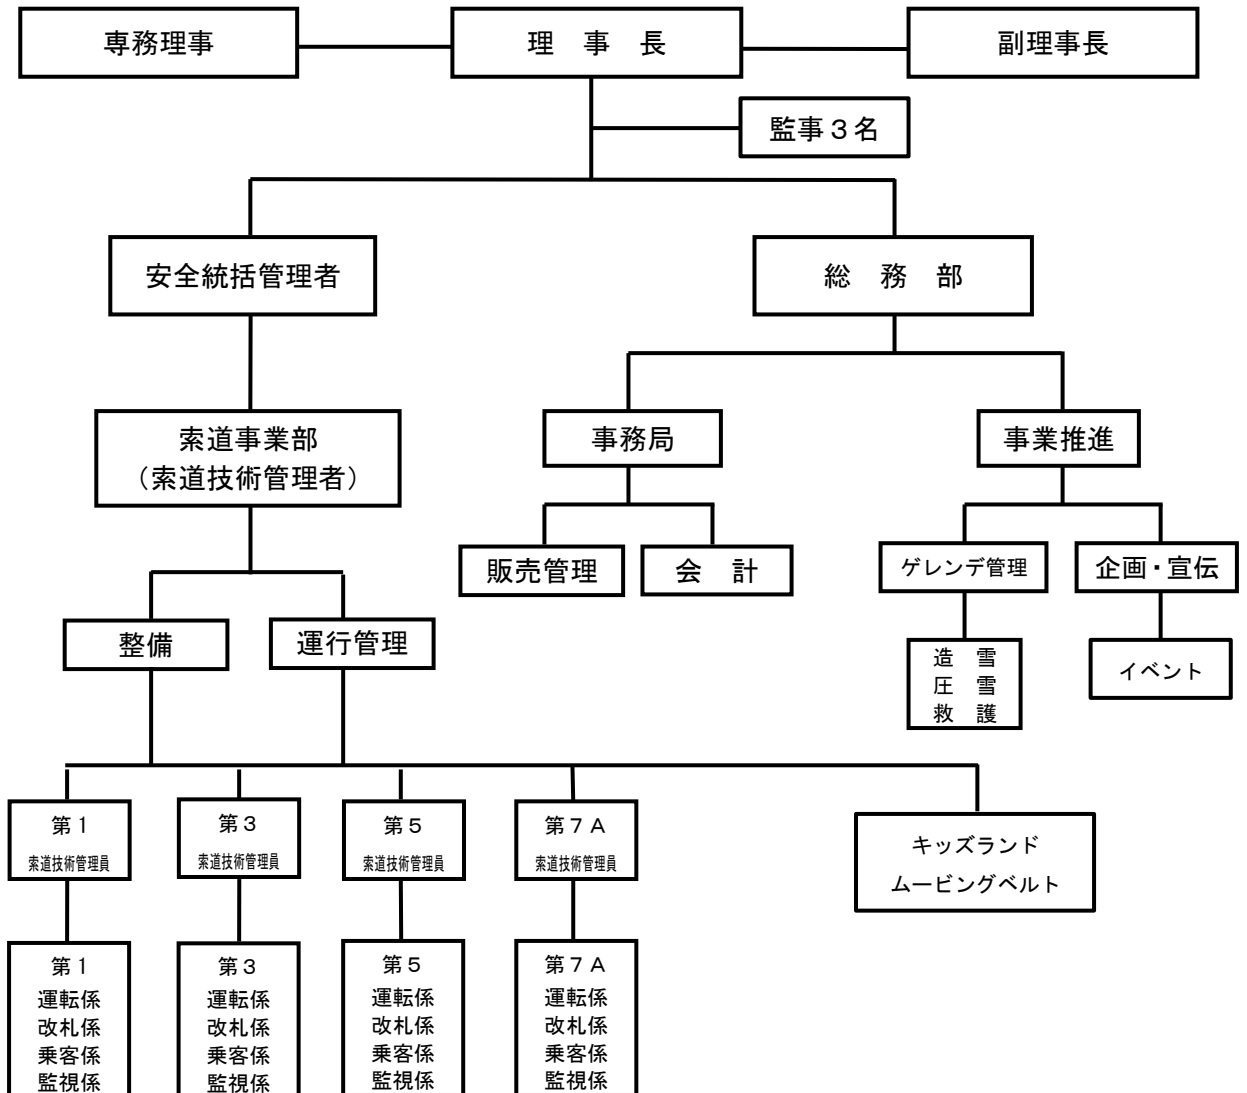 専務理事
理　事　長
副理事長
監事３名
安全統括管理者
総　務　部
索道事業部
（索道技術管理者）
事務局
事業推進
販売管理
会　計
ゲレンデ管理
企画・宣伝
整備
運行管理
造　雪
圧　雪
救　護
イベント
第１
索道技術管理員
第３
索道技術管理員
第５
索道技術管理員
第７Ａ
索道技術管理員
キッズランド
ムービングベルト
第１
運転係
改札係
乗客係
監視係
第３
運転係
改札係
乗客係
監視係
第５
運転係
改札係
乗客係
監視係
第７Ａ
運転係
改札係
乗客係
監視係